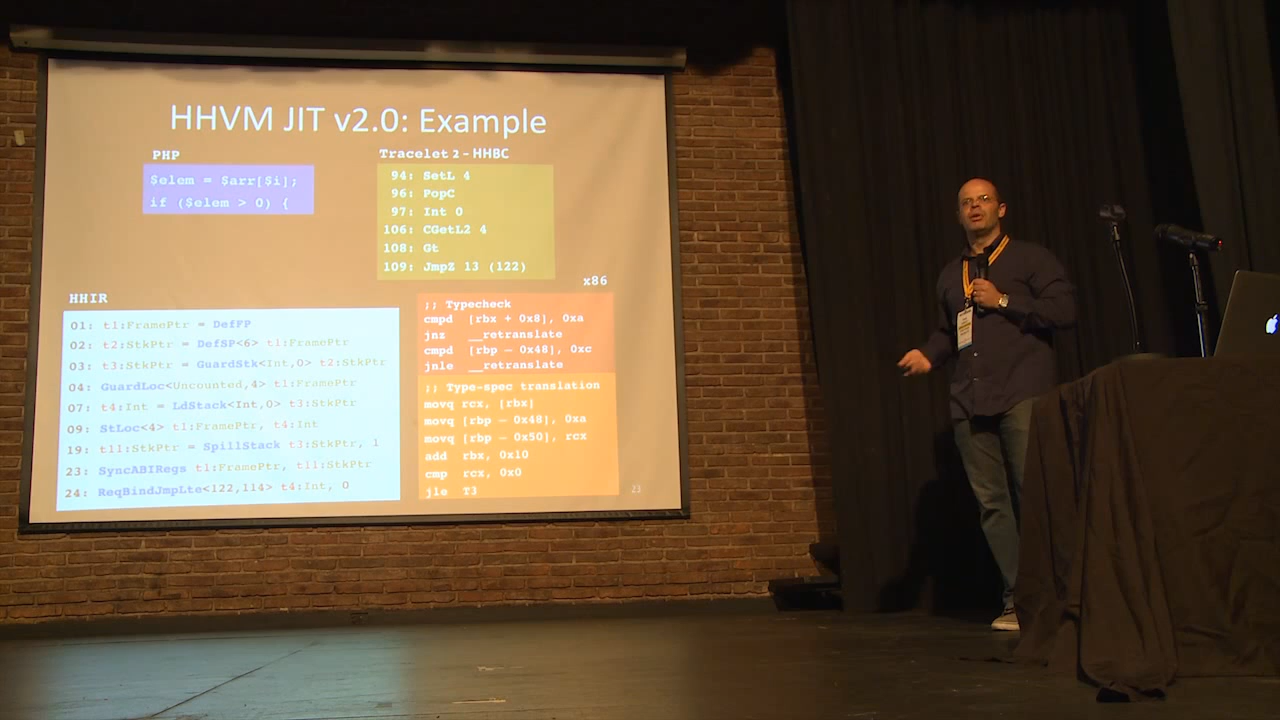 HHVM JIT v2.0: Example
PHP
$elem = $arr[$i];
if ($elem > 0) {
Tracelet 2 – HHBC
94: SetL 4
96: PopC
97: Int 0
106: CGetL2 4
108: Gt
109: JmpZ 13 (122)
HHIR
01: t1:FramePtr = DefFP
02: t2:StkPtr = DefSP<6> t1:FramePtr
03: t3:StkPtr = GuardStk<Int,0> t2:StkPtr
04: GuardLoc<Uncounted,4> t1:FramePtr
07: t4:Int = LdStack<Int,0> t3:StkPtr
09: StLoc<4> t1:FramePtr, t4:Int
19: t11:StkPtr = SpillStack t3:StkPtr, 1
23: SyncABIRegs t1:FramePtr, t11:StkPtr
24: ReqBindJmpLte<122,114> t4:Int, 0
x86
;; Typecheck
cmpd [rbx + 0x8], 0xa
jnz __retranslate
cmpd [rbp – 0x48], 0xc
jnle __retranslate
;; Type-spec translation
movq rcx, [rbx]
movq [rbp – 0x48], 0xa
movq [rbp – 0x50], rcx
add rbx, 0x10
cmp rcx, 0x0
jle T3
23